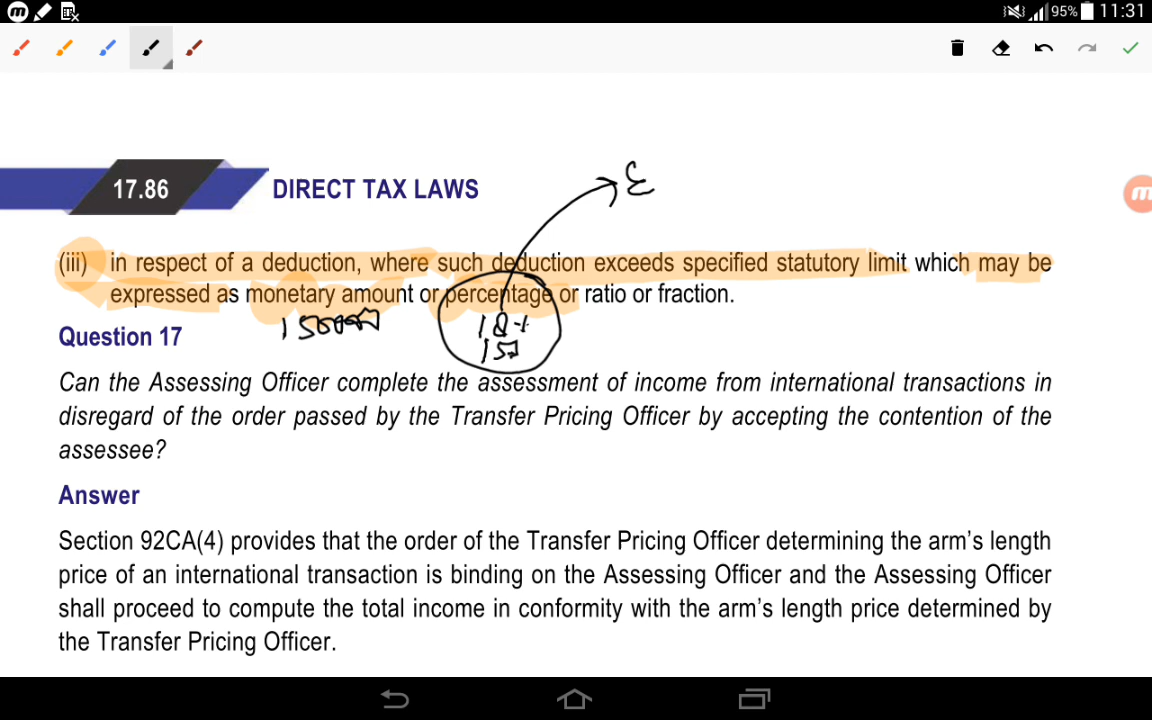 95% 11:31
17.86 DIRECT TAX LAWS
(iii) in respect of a deduction, where such deduction exceeds specified statutory limit which may be
expressed as monetary amount or percentage or ratio or fraction.
Question 17
Can the Assessing Officer complete the assessment of income from international transactions in
disregard of the order passed by the Transfer Pricing Officer by accepting the contention of the
assessee?
Answer
Section 92CA(4) provides that the order of the Transfer Pricing Officer determining the arm's length
price of an international transaction is binding on the Assessing Officer and the Assessing Officer
shall proceed to compute the total income in conformity with the arm's length price determined by
the Transfer Pricing Officer.